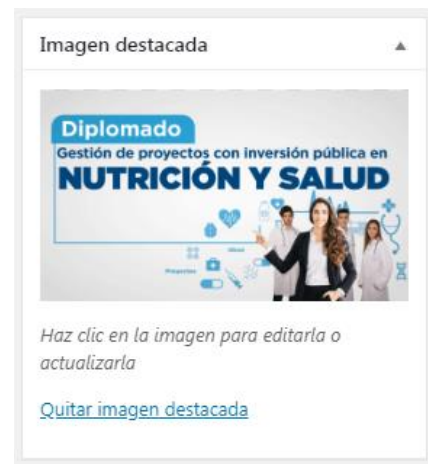 Imagen destacada
Diplomado
Gestión de proyectos con inversión pública en
NUTRICIÓN Y SALUD
Proyectos
Haz clic en la imagen para editarla o
actualizarla
Quitar imagen destacada